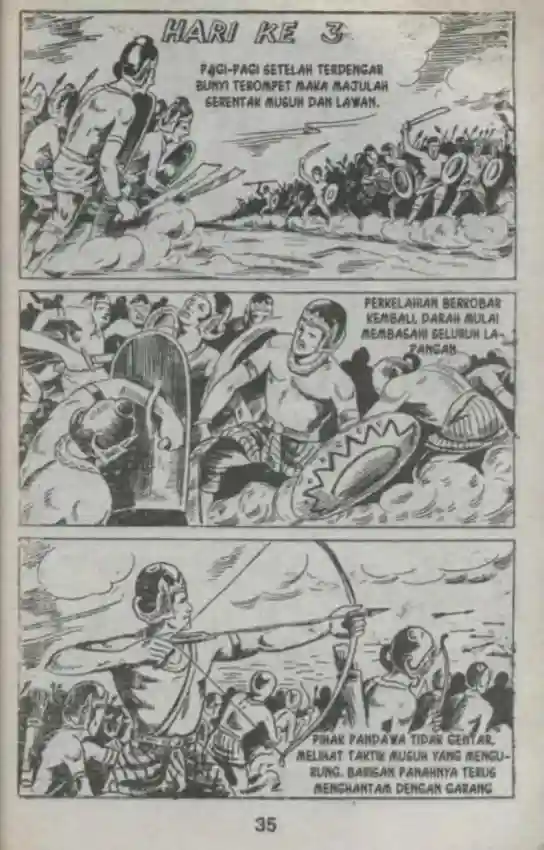 HARI KE 3
PAGI-PAGI SETELAH TERDENGAR
BUNYI TEROMPET MAKA MAJULAH
SERENTAK MUSUH DAN LAWAN.
PERKELAHIAN BERKOBAR
KEMBALI, DARAH MULAI
MEMBASAHI SELURUH LA-
PANGAN
PIHAK PANDAWA TIDAK GENTAR,
MELIHAT TAKTIK MUSUH YANG MENGU-
RUNG. BARISAN PANAHNYA TERUS
MENGHANTAM DENGAN GARANG
35